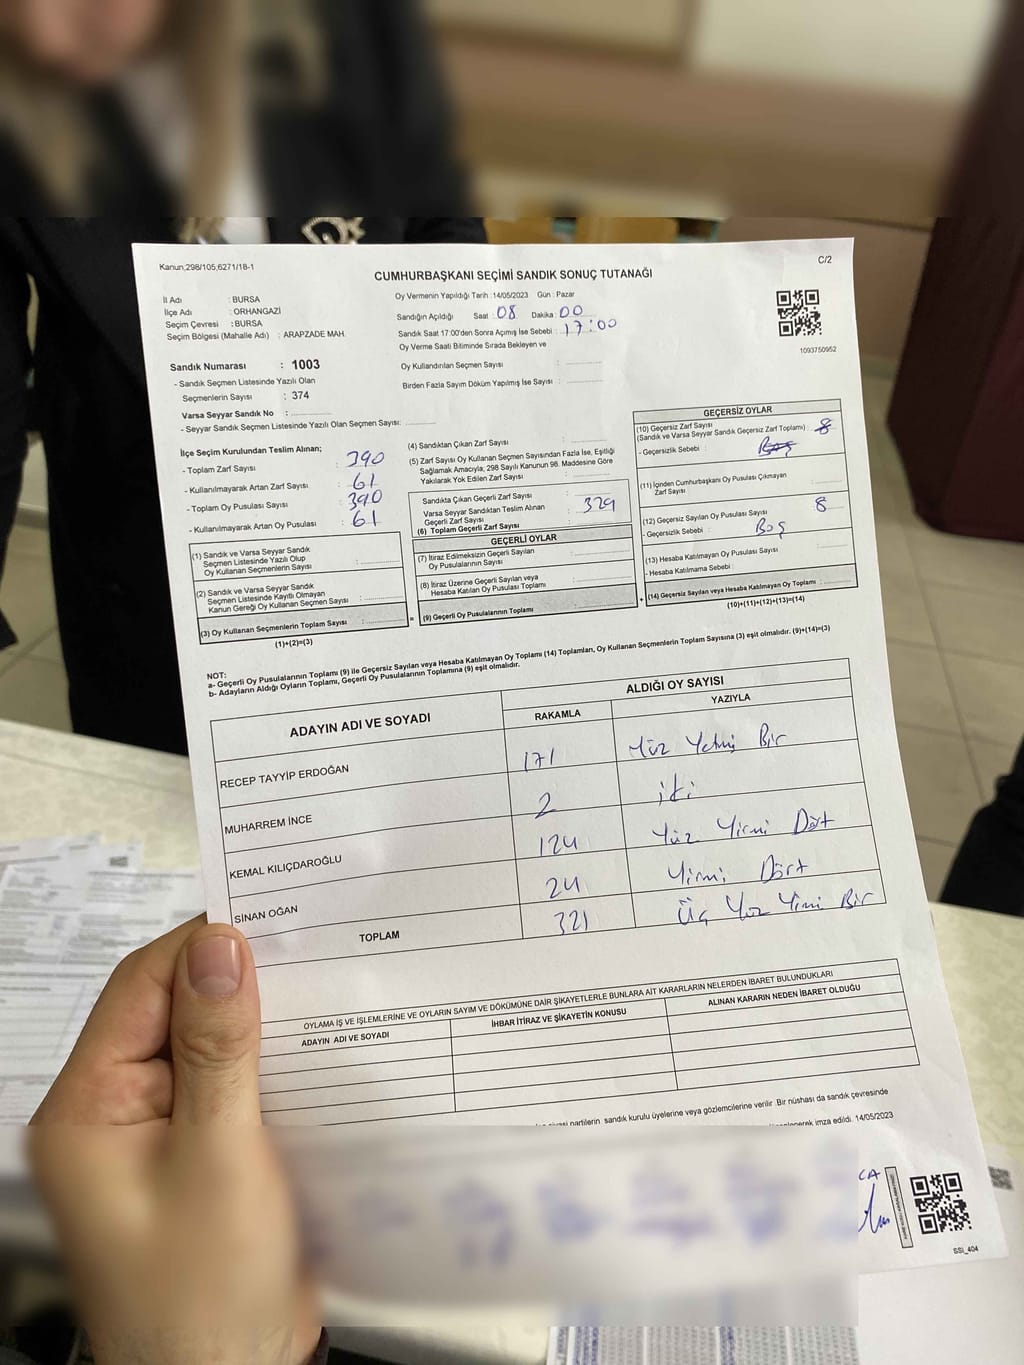 Kanun;298/105,6271/18-1
C/2
CUMHURBAŞKANI SEÇİMİ SANDIK SONUÇ TUTANAĞI
İl Adı : BURSA
İlçe Adı : ORHANGAZİ
Seçim Çevresi : BURSA
Seçim Bölgesi (Mahalle Adı) : ARAPZADE MAH.
Oy Vermenin Yapıldığı Tarih :14/05/2023 Gün : Pazar
Sandığın Açıldığı Saat : 08 Dakika : 00
Sandık Saat 17:00'den Sonra Açılmış İse Sebebi : 17:00
Oy Verme Saati Bitiminde Sırada Bekleyen ve
Oy Kullandırılan Seçmen Sayısı :
Birden Fazla Sayım Döküm Yapılmış İse Sayısı :
1093750952
Sandık Numarası : 1003
- Sandık Seçmen Listesinde Yazılı Olan
Seçmenlerin Sayısı : 374
Varsa Seyyar Sandık No :
- Seyyar Sandık Seçmen Listesinde Yazılı Olan Seçmen Sayısı:
İlçe Seçim Kurulundan Teslim Alınan;
- Toplam Zarf Sayısı : 390
- Kullanılmayarak Artan Zarf Sayısı : 61
- Toplam Oy Pusulası Sayısı : 390
- Kullanılmayarak Artan Oy Pusulası : 61
(1) Sandık ve Varsa Seyyar Sandık
Seçmen Listesinde Yazılı Olup
Oy Kullanan Seçmenlerin Sayısı :
(2) Sandık ve Varsa Seyyar Sandık
Seçmen Listesinde Kayıtlı Olmayan
Kanun Gereği Oy Kullanan Seçmen Sayısı :
(3) Oy Kullanan Seçmenlerin Toplam Sayısı :
(1)+(2)=(3)
(4) Sandıktan Çıkan Zarf Sayısı :
(5) Zarf Sayısı Oy Kullanan Seçmen Sayısından Fazla İse, Eşitliği
Sağlamak Amacıyla; 298 Sayılı Kanunun 98. Maddesine Göre
Yakılarak Yok Edilen Zarf Sayısı :
Sandıkta Çıkan Geçerli Zarf Sayısı :
Varsa Seyyar Sandıktan Teslim Alınan
Geçerli Zarf Sayısı :
(6) Toplam Geçerli Zarf Sayısı : 329
GEÇERLİ OYLAR
(7) İtiraz Edilmeksizin Geçerli Sayılan
Oy Pusulalarının Sayısı :
(8) İtiraz Üzerine Geçerli Sayılan veya
Hesaba Katılan Oy Pusulası Toplamı :
= (9) Geçerli Oy Pusulalarının Toplamı :
GEÇERSİZ OYLAR
(10) Geçersiz Zarf Sayısı
(Sandık ve Varsa Seyyar Sandık Geçersiz Zarf Toplamı) : 8
- Geçersizlik Sebebi : Boş
(11) İçinden Cumhurbaşkanı Oy Pusulası Çıkmayan
Zarf Sayısı :
(12) Geçersiz Sayılan Oy Pusulası Sayısı : 8
- Geçersizlik Sebebi : Boş
(13) Hesaba Katılmayan Oy Pusulası Sayısı :
- Hesaba Katılmama Sebebi :
+ (14) Geçersiz Sayılan veya Hesaba Katılmayan Oy Toplamı :
(10)+(11)+(12)+(13)=(14)
NOT:
a- Geçerli Oy Pusulalarının Toplamı (9) ile Geçersiz Sayılan veya Hesaba Katılmayan Oy Toplamı (14) Toplamları, Oy Kullanan Seçmenlerin Toplam Sayısına (3) eşit olmalıdır. (9)+(14)=(3)
b- Adayların Aldığı Oyların Toplamı, Geçerli Oy Pusulalarının Toplamına (9) eşit olmalıdır.
ADAYIN ADI VE SOYADI
ALDIĞI OY SAYISI
RAKAMLA YAZIYLA
RECEP TAYYİP ERDOĞAN 171 Yüz Yetmiş Bir
MUHARREM İNCE 2 iki
KEMAL KILIÇDAROĞLU 124 Yüz Yirmi Dört
SİNAN OĞAN 24 Yirmi Dört
TOPLAM 321 Üç Yüz Yirmi Bir
OYLAMA İŞ VE İŞLEMLERİNE VE OYLARIN SAYIM VE DÖKÜMÜNE DAİR ŞİKAYETLERLE BUNLARA AİT KARARLARIN NELERDEN İBARET BULUNDUKLARI
ADAYIN ADI VE SOYADI İHBAR İTİRAZ VE ŞİKAYETİN KONUSU ALINAN KARARIN NEDEN İBARET OLDUĞU
partilerin sandık kurulu üyelerine veya gözlemcilerine verilir .Bir nüshası da sandık çevresinde
imza edildi. 14/05/2023
CA
SSI_404